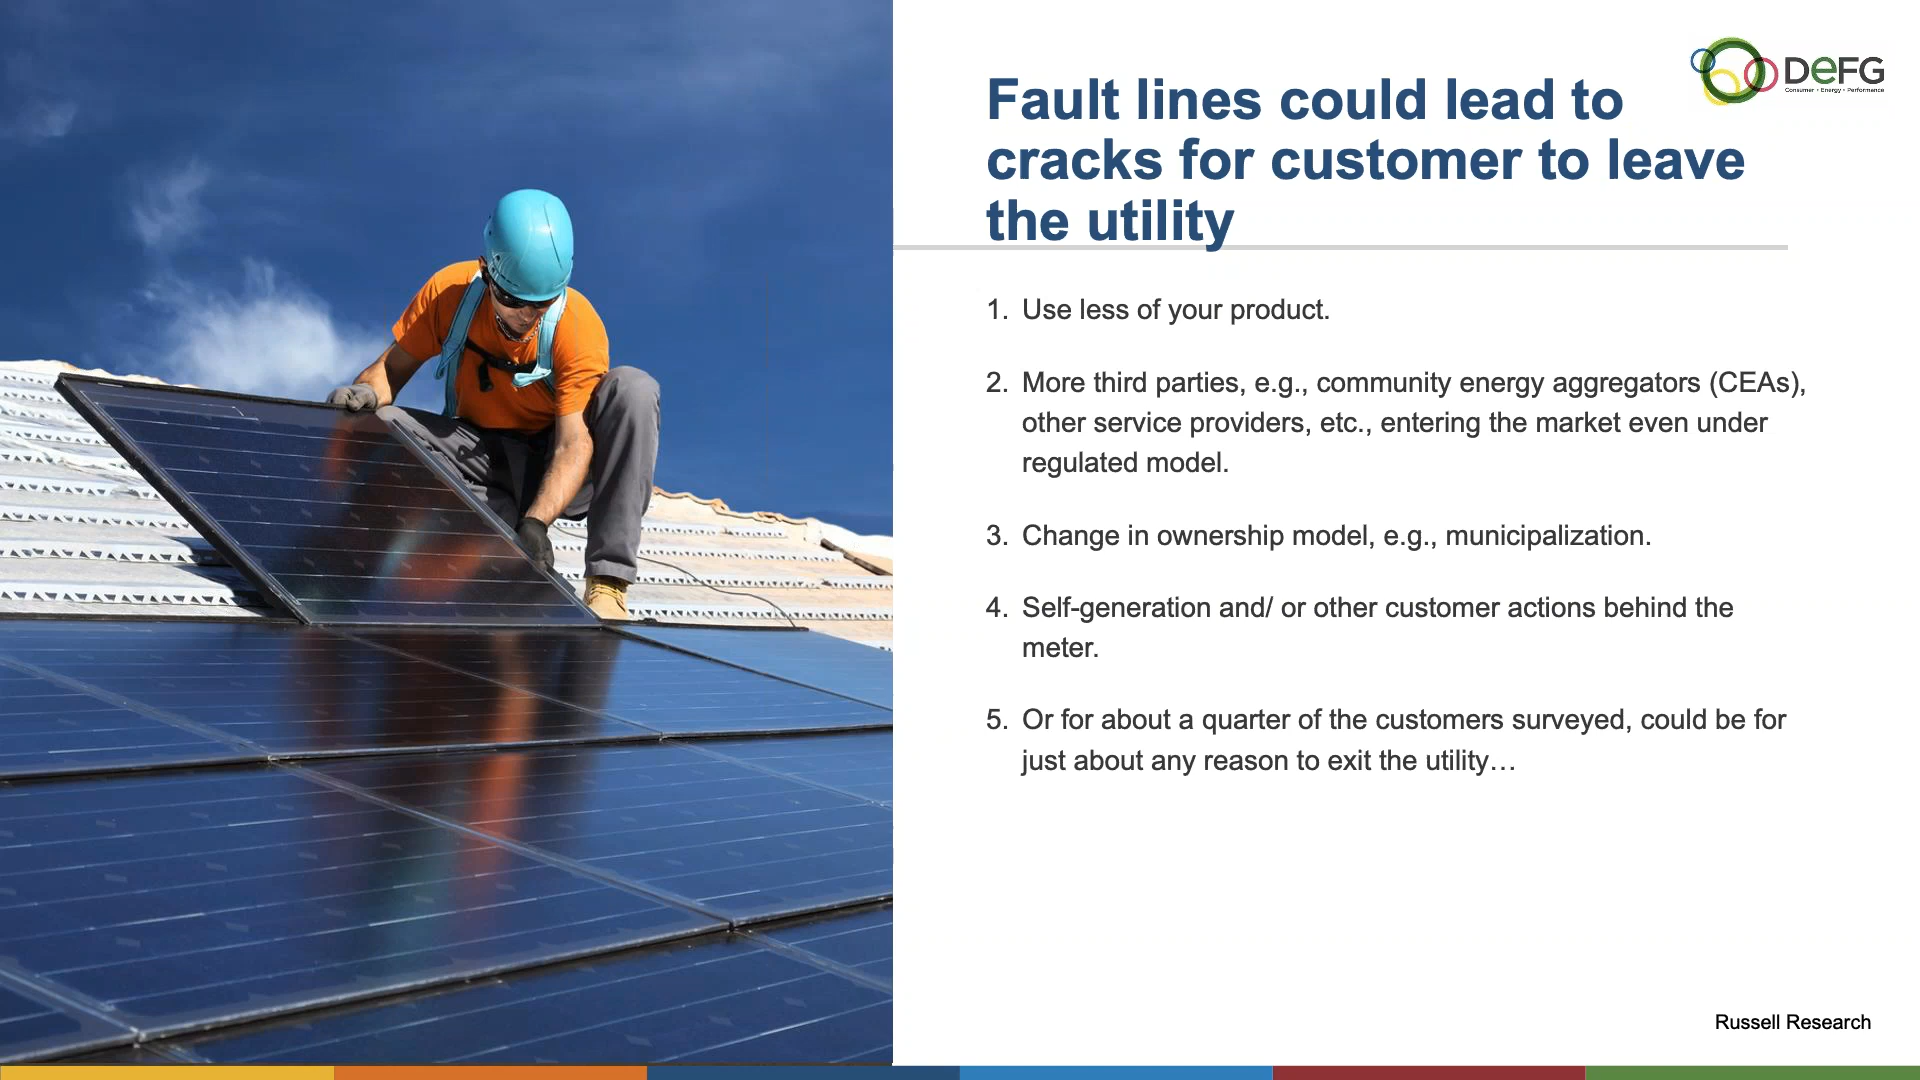 DEFG
Consumer • Energy • Performance
Fault lines could lead to
cracks for customer to leave
the utility
1. Use less of your product.
2. More third parties, e.g., community energy aggregators (CEAs),
other service providers, etc., entering the market even under
regulated model.
3. Change in ownership model, e.g., municipalization.
4. Self-generation and/ or other customer actions behind the
meter.
5. Or for about a quarter of the customers surveyed, could be for
just about any reason to exit the utility…
Russell Research